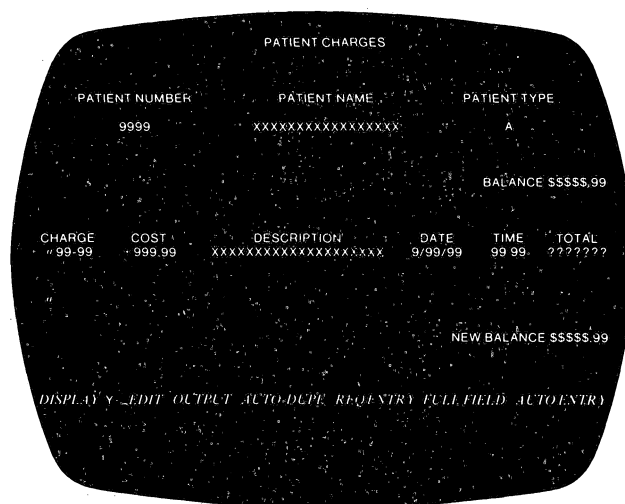 PATIENT CHARGES
PATIENT NUMBER PATIENT NAME PATIENT TYPE
9999 XXXXXXXXXXXXXXXXX A
BALANCE $$$$$,99
CHARGE COST DESCRIPTION DATE TIME TOTAL
99-99 999.99 XXXXXXXXXXXXXXXXXXXX 9/99/99 99 99 ???????
NEW BALANCE $$$$$.99
DISPLAY Y EDIT OUTPUT AUTO-DUPE REQENTRY FULL FIELD AUTO ENTRY